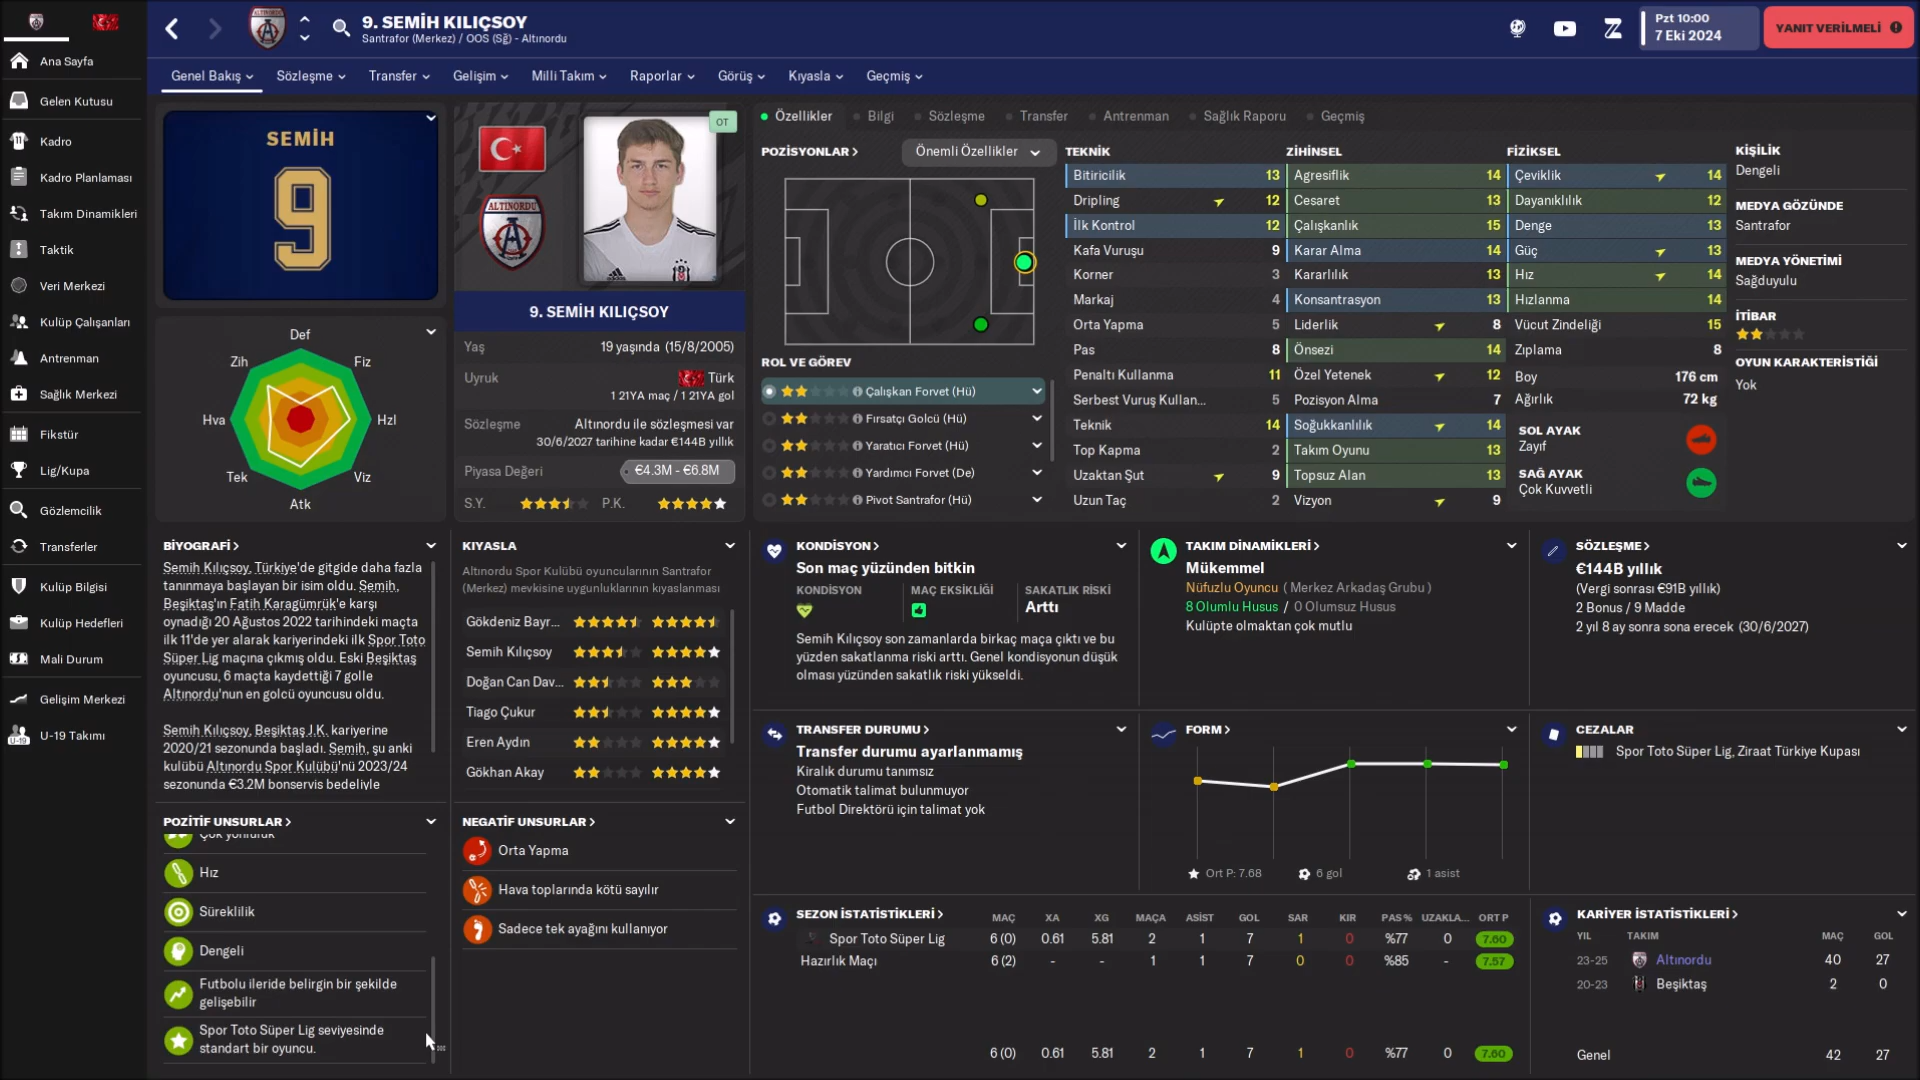 Ana Sayfa
Gelen Kutusu
Kadro
Kadro Planlaması
Takım Dinamikleri
Taktik
Veri Merkezi
Kulüp Çalışanları
Antrenman
Sağlık Merkezi
Fikstür
Lig/Kupa
Gözlemcilik
Transferler
Kulüp Bilgisi
Kulüp Hedefleri
Mali Durum
Gelişim Merkezi
U-19 Takımı
9. SEMİH KILIÇSOY
Santrafor (Merkez) / OOS (Sğ) - Altınordu
Pzt 10:00
7 Eki 2024
YANIT VERİLMELİ
Genel Bakış Sözleşme Transfer Gelişim Milli Takım Raporlar Görüş Kıyasla Geçmiş
SEMİH
9
Def
Zih Fiz
Hva Hzl
Tek Viz
Atk
OT
ALTINORDU
9. SEMİH KILIÇSOY
Yaş 19 yaşında (15/8/2005)
Uyruk Türk
1 21YA maç / 1 21YA gol
Sözleşme Altınordu ile sözleşmesi var
30/6/2027 tarihine kadar €144B yıllık
Piyasa Değeri €4.3M - €6.8M
S.Y. P.K.
Özellikler Bilgi Sözleşme Transfer Antrenman Sağlık Raporu Geçmiş
POZİSYONLAR> Önemli Özellikler
ROL VE GÖREV
Çalışkan Forvet (Hü)
Fırsatçı Golcü (Hü)
Yaratıcı Forvet (Hü)
Yardımcı Forvet (De)
Pivot Santrafor (Hü)
TEKNİK
Bitiricilik 13
Dripling 12
İlk Kontrol 12
Kafa Vuruşu 9
Korner 3
Markaj 4
Orta Yapma 5
Pas 8
Penaltı Kullanma 11
Serbest Vuruş Kullan... 5
Teknik 14
Top Kapma 2
Uzaktan Şut 9
Uzun Taç 2
ZİHİNSEL
Agresiflik 14
Cesaret 13
Çalışkanlık 15
Karar Alma 14
Kararlılık 13
Konsantrasyon 13
Liderlik 8
Önsezi 14
Özel Yetenek 12
Pozisyon Alma 7
Soğukkanlılık 14
Takım Oyunu 13
Topsuz Alan 13
Vizyon 9
FİZİKSEL
Çeviklik 14
Dayanıklılık 12
Denge 13
Güç 13
Hız 14
Hızlanma 14
Vücut Zindeliği 15
Zıplama 8
Boy 176 cm
Ağırlık 72 kg
SOL AYAK
Zayıf
SAĞ AYAK
Çok Kuvvetli
KİŞİLİK
Dengeli
MEDYA GÖZÜNDE
Santrafor
MEDYA YÖNETİMİ
Sağduyulu
İTİBAR
OYUN KARAKTERİSTİĞİ
Yok
BİYOGRAFİ>
Semih Kılıçsoy, Türkiye'de gitgide daha fazla
tanınmaya başlayan bir isim oldu. Semih,
Beşiktaş'ın Fatih Karagümrük'e karşı
oynadığı 20 Ağustos 2022 tarihindeki maçta
ilk 11'de yer alarak kariyerindeki ilk Spor Toto
Süper Lig maçına çıkmış oldu. Eski Beşiktaş
oyuncusu, 6 maçta kaydettiği 7 golle
Altınordu'nun en golcü oyuncusu oldu.
Semih Kılıçsoy, Beşiktaş J.K. kariyerine
2020/21 sezonunda başladı. Semih, şu anki
kulübü Altınordu Spor Kulübü'nü 2023/24
sezonunda €3.2M bonservis bedeliyle
KIYASLA
Altınordu Spor Kulübü oyuncularının Santrafor
(Merkez) mevkisine uygunluklarının kıyaslanması
Gökdeniz Bayr...
Semih Kılıçsoy
Doğan Can Dav...
Tiago Çukur
Eren Aydın
Gökhan Akay
KONDİSYON>
Son maç yüzünden bitkin
KONDİSYON MAÇ EKSİKLİĞİ SAKATLIK RİSKİ
Arttı
Semih Kılıçsoy son zamanlarda birkaç maça çıktı ve bu
yüzden sakatlanma riski arttı. Genel kondisyonun düşük
olması yüzünden sakatlık riski yükseldi.
TAKIM DİNAMİKLERİ>
Mükemmel
Nüfuzlu Oyuncu ( Merkez Arkadaş Grubu )
8 Olumlu Husus / 0 Olumsuz Husus
Kulüpte olmaktan çok mutlu
SÖZLEŞME>
€144B yıllık
(Vergi sonrası €91B yıllık)
2 Bonus / 9 Madde
2 yıl 8 ay sonra sona erecek (30/6/2027)
TRANSFER DURUMU>
Transfer durumu ayarlanmamış
Kiralık durumu tanımsız
Otomatik talimat bulunmuyor
Futbol Direktörü için talimat yok
FORM>
Ort P: 7.68 6 gol 1 asist
CEZALAR
Spor Toto Süper Lig, Ziraat Türkiye Kupası
POZİTİF UNSURLAR>
Çok yönlülük
Hız
Süreklilik
Dengeli
Futbolu ileride belirgin bir şekilde
gelişebilir
Spor Toto Süper Lig seviyesinde
standart bir oyuncu.
NEGATİF UNSURLAR>
Orta Yapma
Hava toplarında kötü sayılır
Sadece tek ayağını kullanıyor
SEZON İSTATİSTİKLERİ> MAÇ XA XG MAÇA ASİST GOL SAR KIR PAS % UZAKLA... ORT P
Spor Toto Süper Lig 6 (0) 0.61 5.81 2 1 7 1 0 %77 0 7.60
Hazırlık Maçı 6 (2) - - 1 1 7 0 0 %85 - 7.57
6 (0) 0.61 5.81 2 1 7 1 0 %77 0 7.60
KARİYER İSTATİSTİKLERİ>
YIL TAKIM MAÇ GOL
23-25 Altınordu 40 27
20-23 Beşiktaş 2 0
Genel 42 27